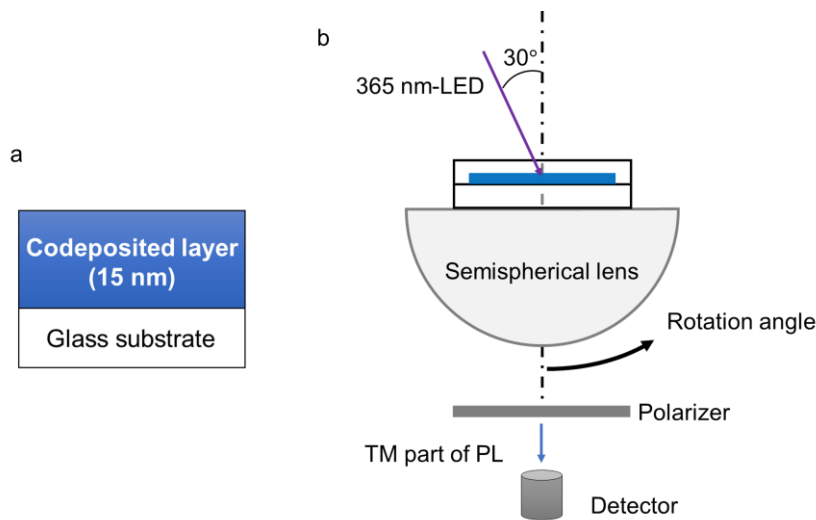 a
Codeposited layer
(15 nm)
Glass substrate
b
30°
365 nm-LED
Semispherical lens
Rotation angle
Polarizer
TM part of PL
Detector